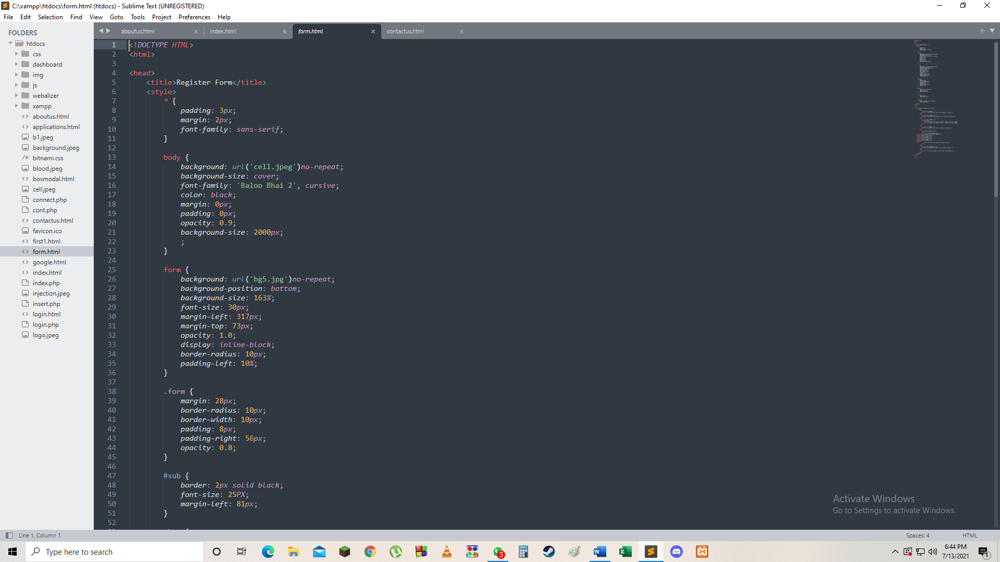 C:\xampp\htdocs\form.html (htdocs) - Sublime Text (UNREGISTERED)
File Edit Selection Find View Goto Tools Project Preferences Help
FOLDERS
htdocs
css
dashboard
img
js
webalizer
xampp
aboutus.html
applications.html
b1.jpeg
background.jpeg
/* bitnami.css
blood.jpeg
boxmodal.html
cell.jpeg
connect.php
cont.php
contactus.html
favicon.ico
first1.html
form.html
google.html
index.html
index.php
injection.jpeg
insert.php
login.html
login.php
logo.jpeg
aboutus.html index.html form.html contactus.html
1 <!DOCTYPE HTML>
2 <html>
3
4 <head>
5 <title>Register Form</title>
6 <style>
7 * {
8 padding: 3px;
9 margin: 2px;
10 font-family: sans-serif;
11 }
12
13 body {
14 background: url('cell.jpeg')no-repeat;
15 background-size: cover;
16 font-family: 'Baloo Bhai 2', cursive;
17 color: black;
18 margin: 0px;
19 padding: 0px;
20 opacity: 0.9;
21 background-size: 2000px;
22 ;
23 }
24
25 form {
26 background: url('bg5.jpg')no-repeat;
27 background-position: bottom;
28 background-size: 163%;
29 font-size: 30px;
30 margin-left: 317px;
31 margin-top: 73px;
32 opacity: 1.0;
33 display: inline-block;
34 border-radius: 10px;
35 padding-left: 10%;
36 }
37
38 .form {
39 margin: 28px;
40 border-radius: 10px;
41 border-width: 10px;
42 padding: 8px;
43 padding-right: 56px;
44 opacity: 0.8;
45 }
46
47 #sub {
48 border: 2px solid black;
49 font-size: 25PX;
50 margin-left: 81px;
51 }
52
Activate Windows
Go to Settings to activate Windows.
Line 1, Column 1
Spaces: 4
HTML
Type here to search
3
6:44 PM
7/13/2021
1